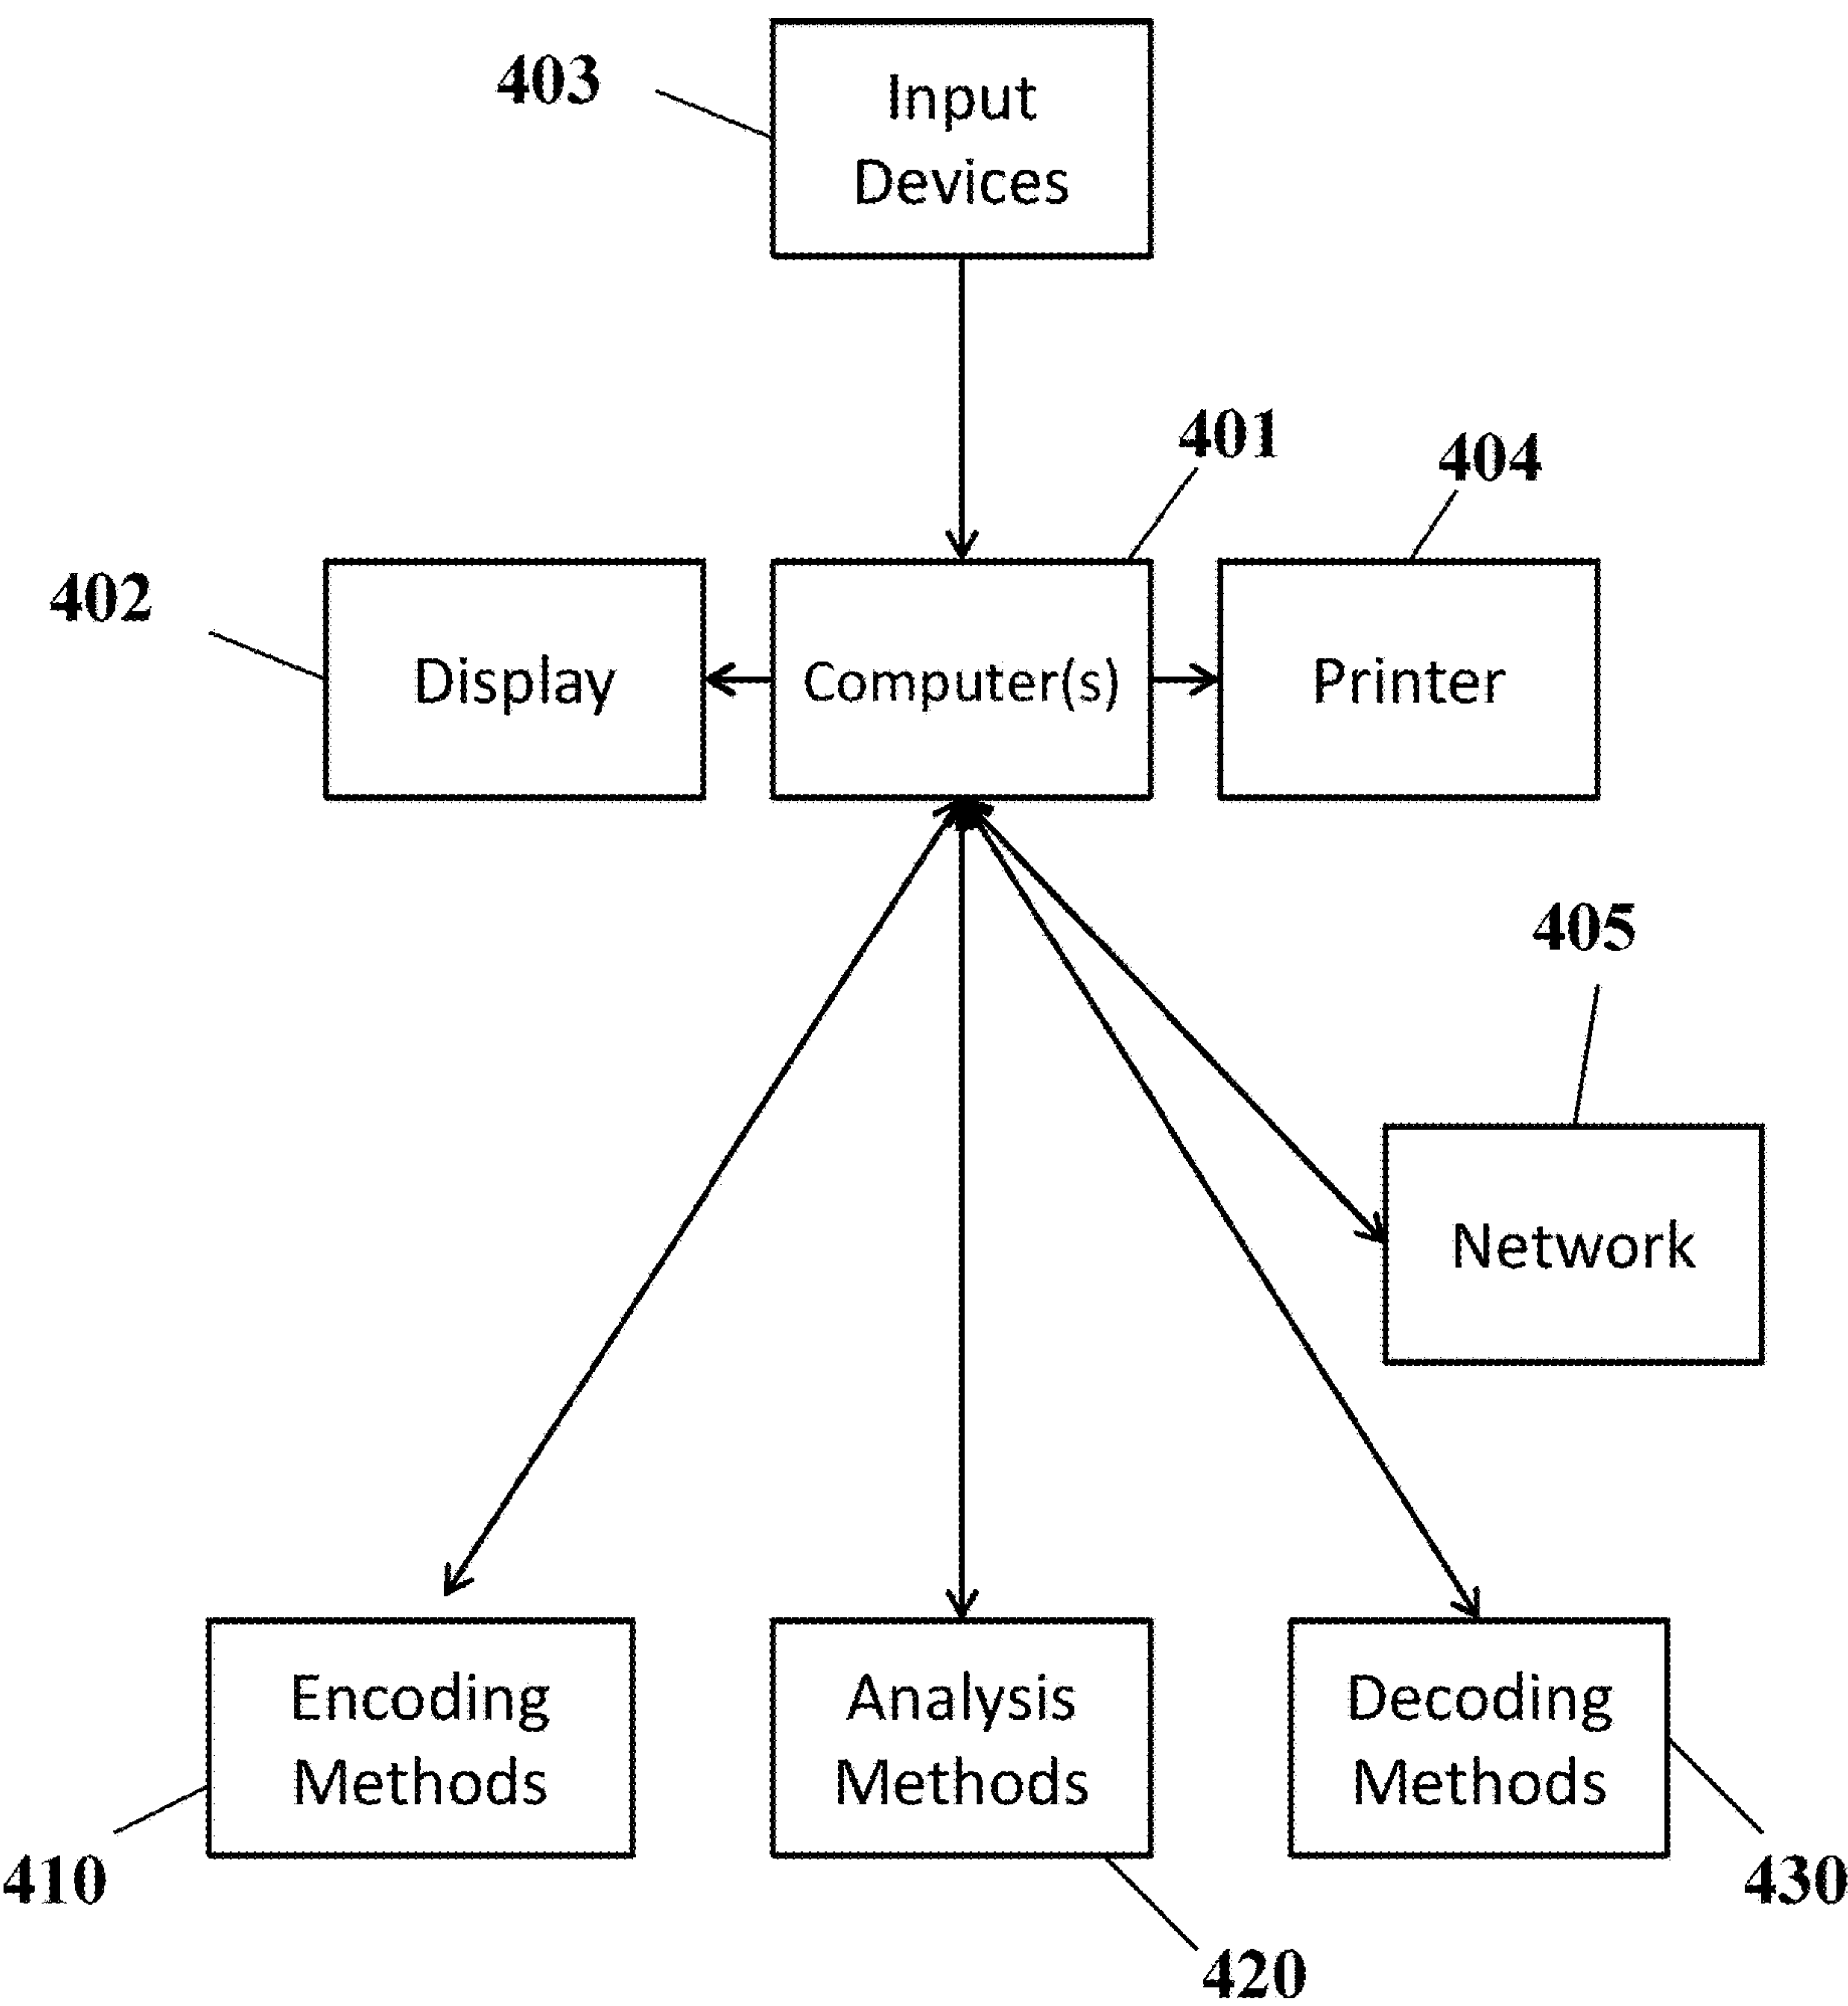 403
Input
Devices
401
404
402
Display
Computer(s)
Printer
405
Network
Encoding
Methods
Analysis
Methods
Decoding
Methods
410
430
420